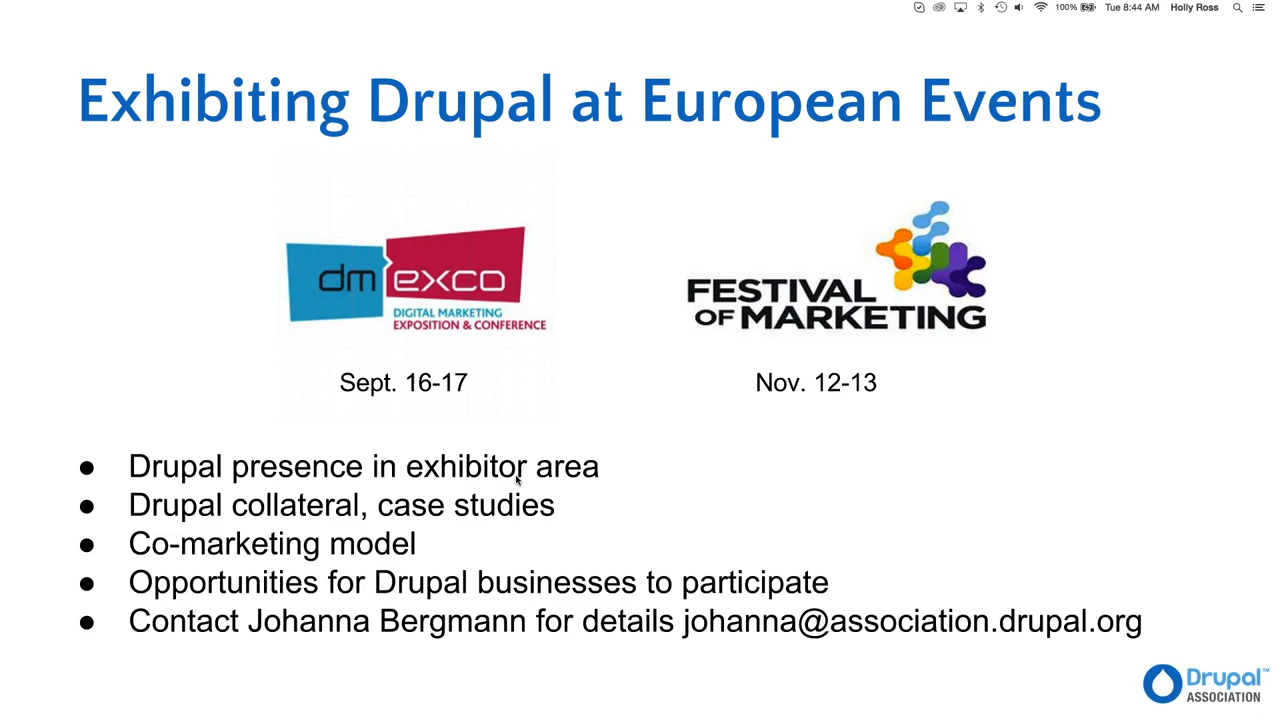 100% Tue 8:44 AM Holly Ross
Exhibiting Drupal at European Events
dm exco
DIGITAL MARKETING
EXPOSITION & CONFERENCE
FESTIVAL
OF MARKETING
Sept. 16-17
Nov. 12-13
● Drupal presence in exhibitor area
● Drupal collateral, case studies
● Co-marketing model
● Opportunities for Drupal businesses to participate
● Contact Johanna Bergmann for details johanna@association.drupal.org
Drupal™
ASSOCIATION